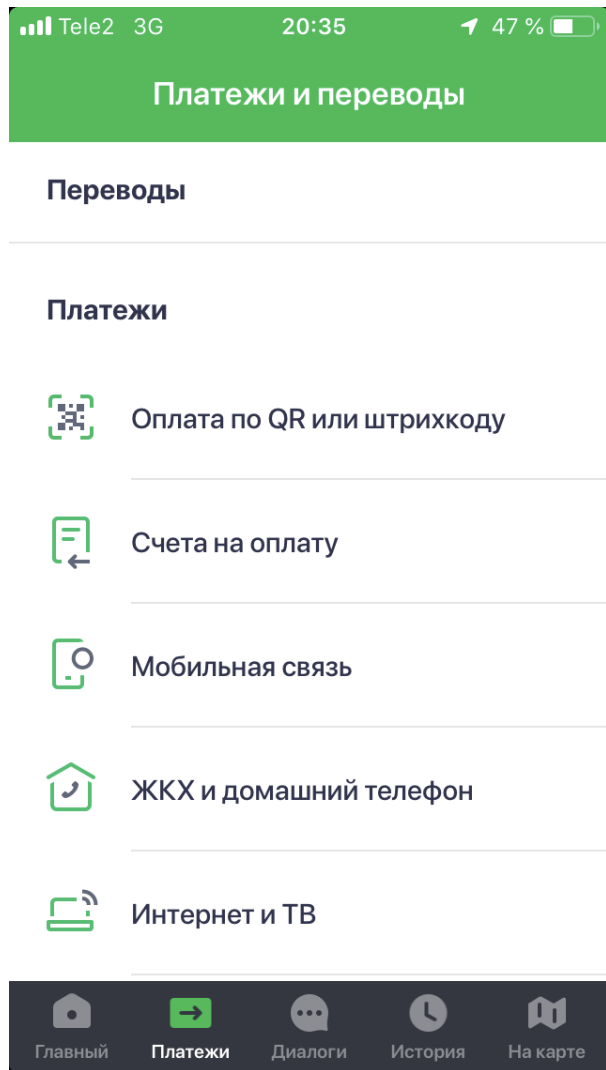 Tele2 3G 20:35 47 %
Платежи и переводы
Переводы
Платежи
Оплата по QR или штрихкоду
Счета на оплату
Мобильная связь
ЖКХ и домашний телефон
Интернет и ТВ
Главный Платежи Диалоги История На карте